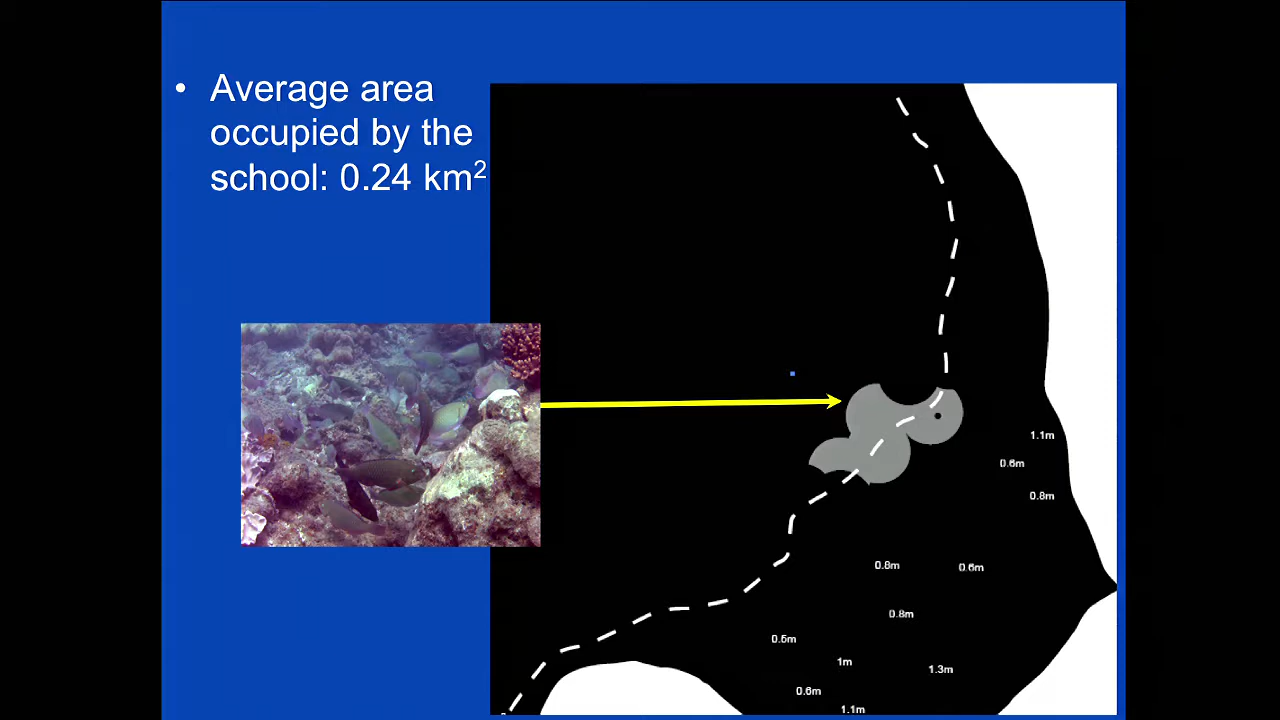 • Average area
occupied by the
school: 0.24 km²
1.1m
0.6m
0.8m
0.8m
0.6m
0.8m
0.5m
1m
1.3m
0.6m
1.1m